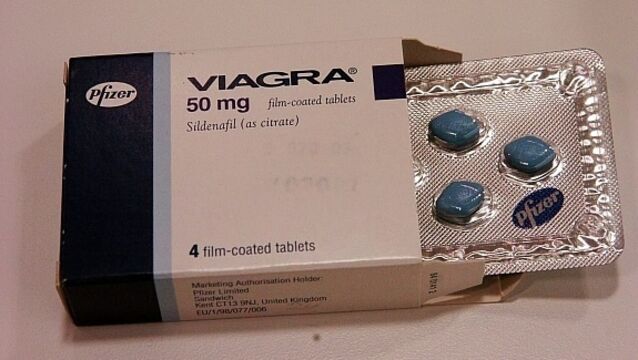 Pfizer
VIAGRA®
50 mg film-coated tablets
Sildenafil (as citrate)
4 film-coated tablets
Marketing Authorisation Holder:
Pfizer Limited
Sandwich
Kent CT13 9NJ, United Kingdom
EU/1/98/077/006
Pfizer